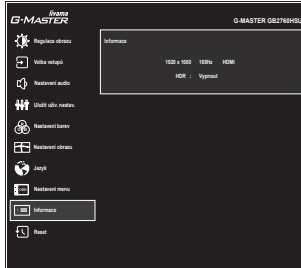 iiyama
G-MASTER
G-MASTER GB2760HSU
Regulace obrazu
Volba vstupů
Nastavení audio
Uložit uživ. nastav.
Nastavení barev
Nastavení obrazu
Jazyk
OSD
Nastavení menu
Informace
Reset
Informace
1920 x 1080 165Hz HDMI
HDR : Vypnout